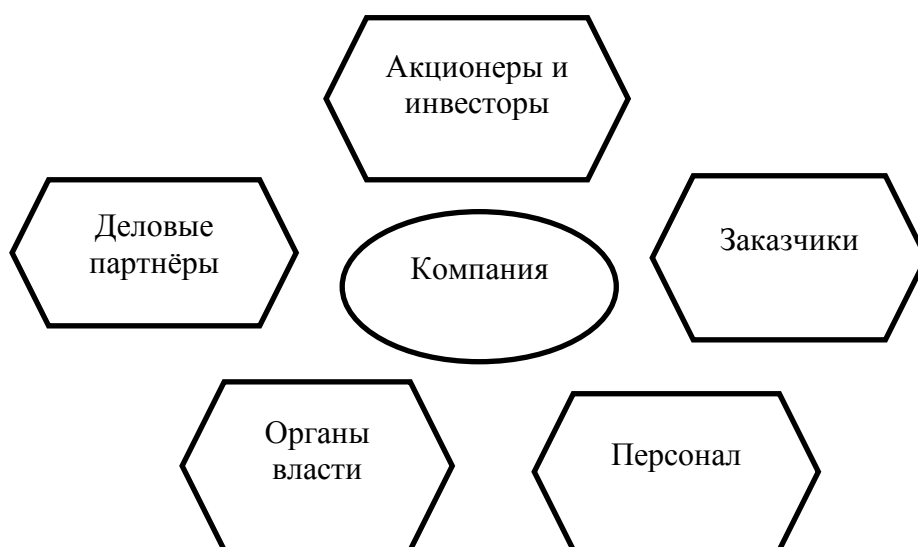 Акционеры и
инвесторы
Деловые
партнёры
Компания
Заказчики
Органы
власти
Персонал